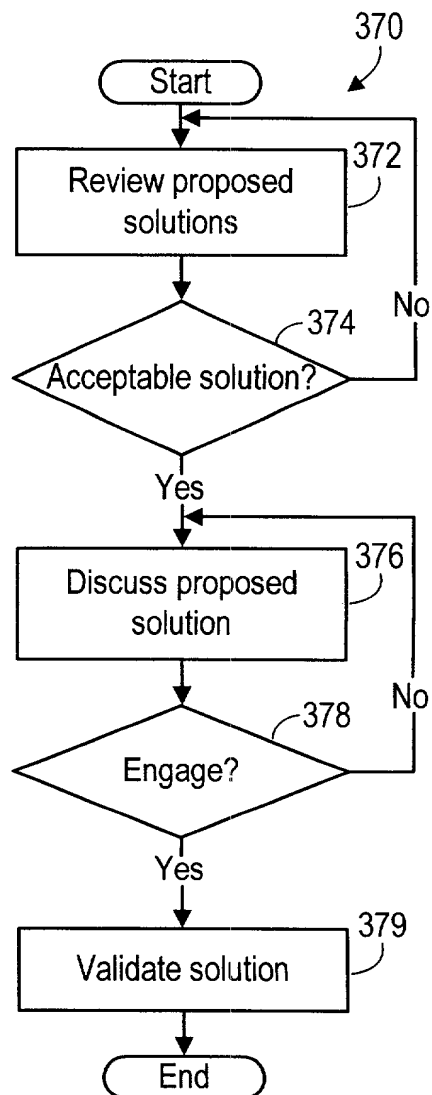 370
Start
372
Review proposed
solutions
374
No
Acceptable solution?
Yes
376
Discuss proposed
solution
No
378
Engage?
Yes
379
Validate solution
End